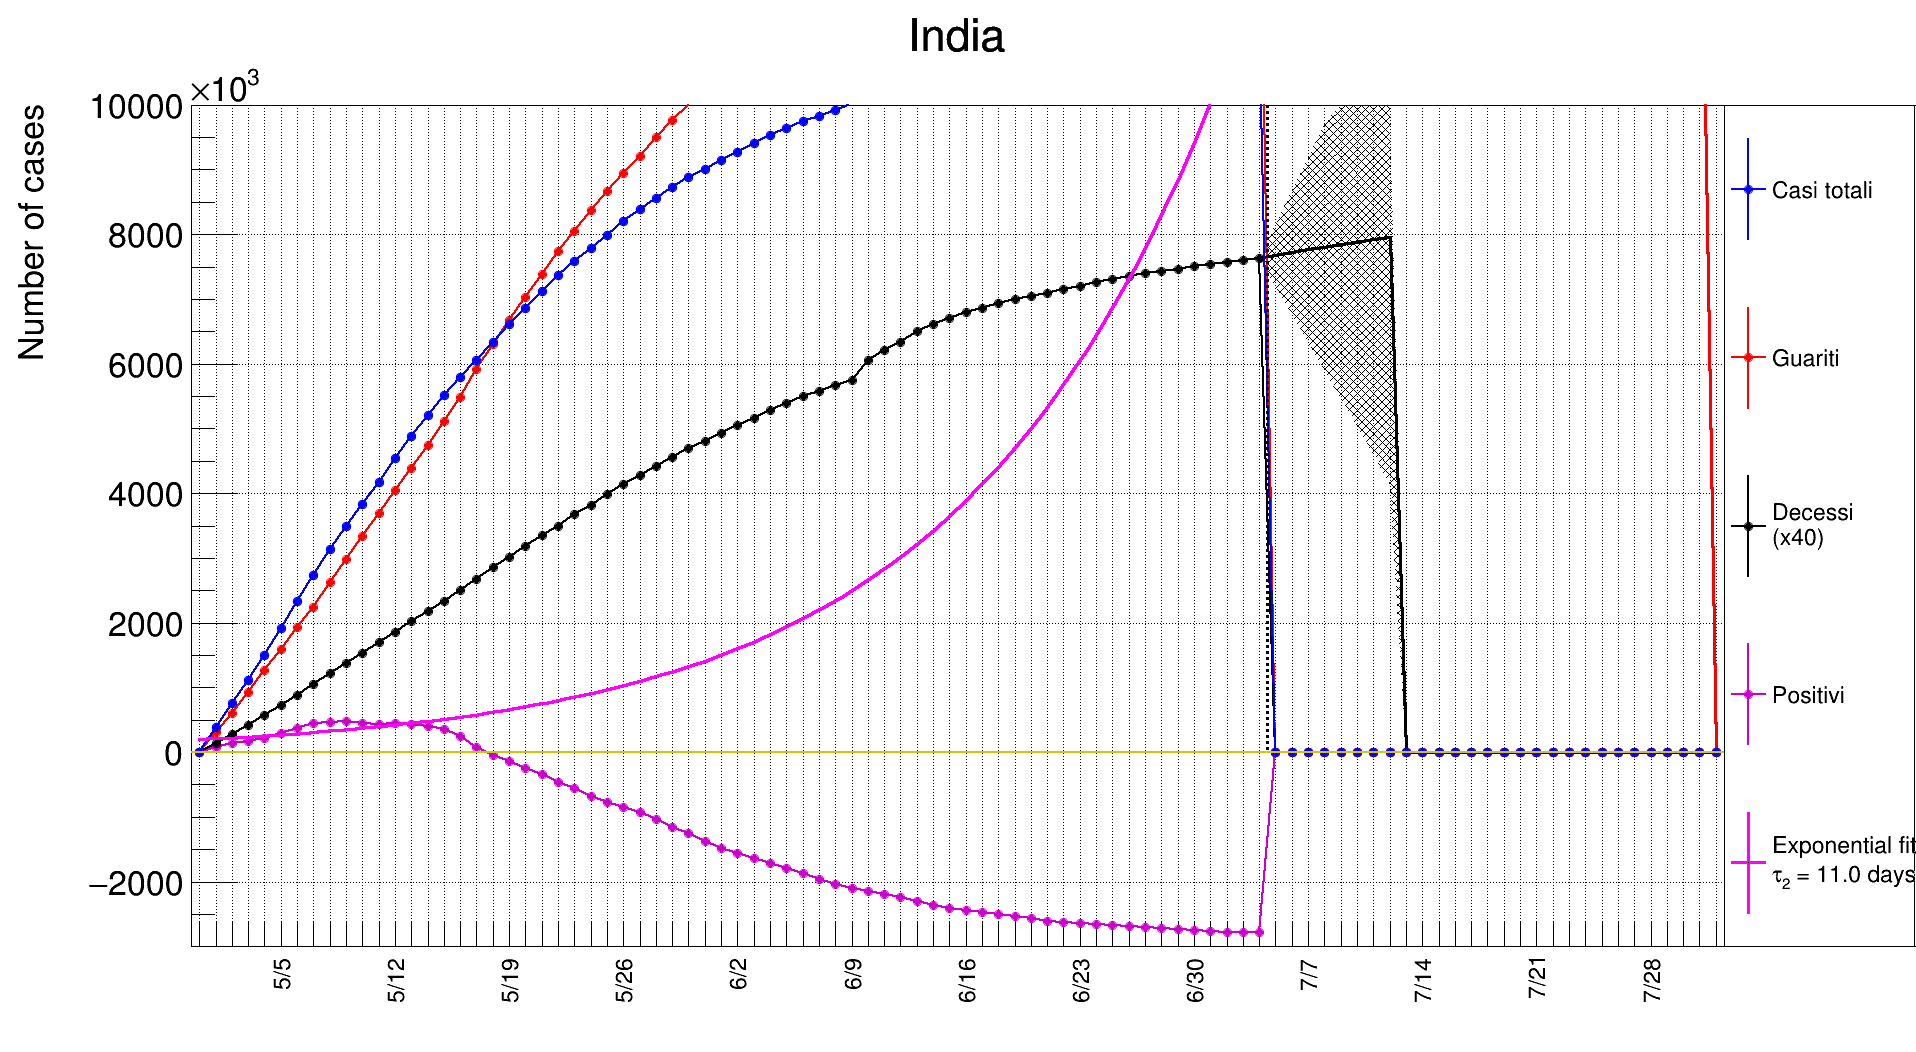 India
×10³
Number of cases
10000
8000
6000
4000
2000
0
−2000
5/5
5/12
5/19
5/26
6/2
6/9
6/16
6/23
6/30
7/7
7/14
7/21
7/28
Casi totali
Guariti
Decessi
(x40)
Positivi
Exponential fit
τ₂ = 11.0 days